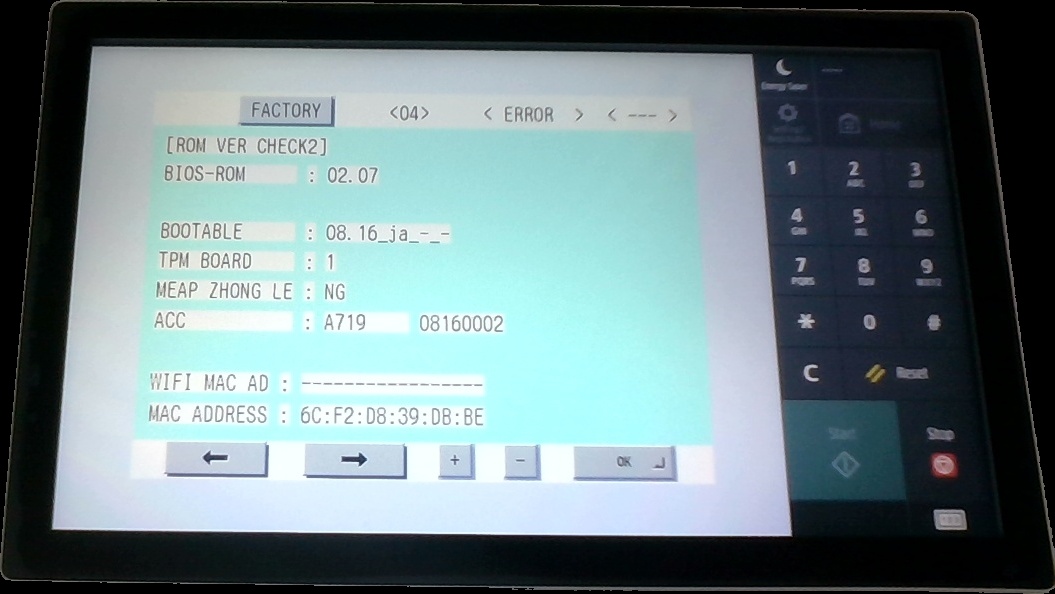 FACTORY <04> < ERROR > < --- >
[ROM VER CHECK2]
BIOS-ROM : 02.07
BOOTABLE : 08.16_ja_-_-
TPM BOARD : 1
MEAP ZHONG LE : NG
ACC : A719 08160002
WIFI MAC AD : -----------------
MAC ADDRESS : 6C:F2:D8:39:DB:BE
← → + - OK
Energy Saver
Home
1 2 ABC 3 DEF
4 GHI 5 JKL 6 MNO
7 PQRS 8 TUV 9 WXYZ
* 0 #
C Reset
Start
Stop